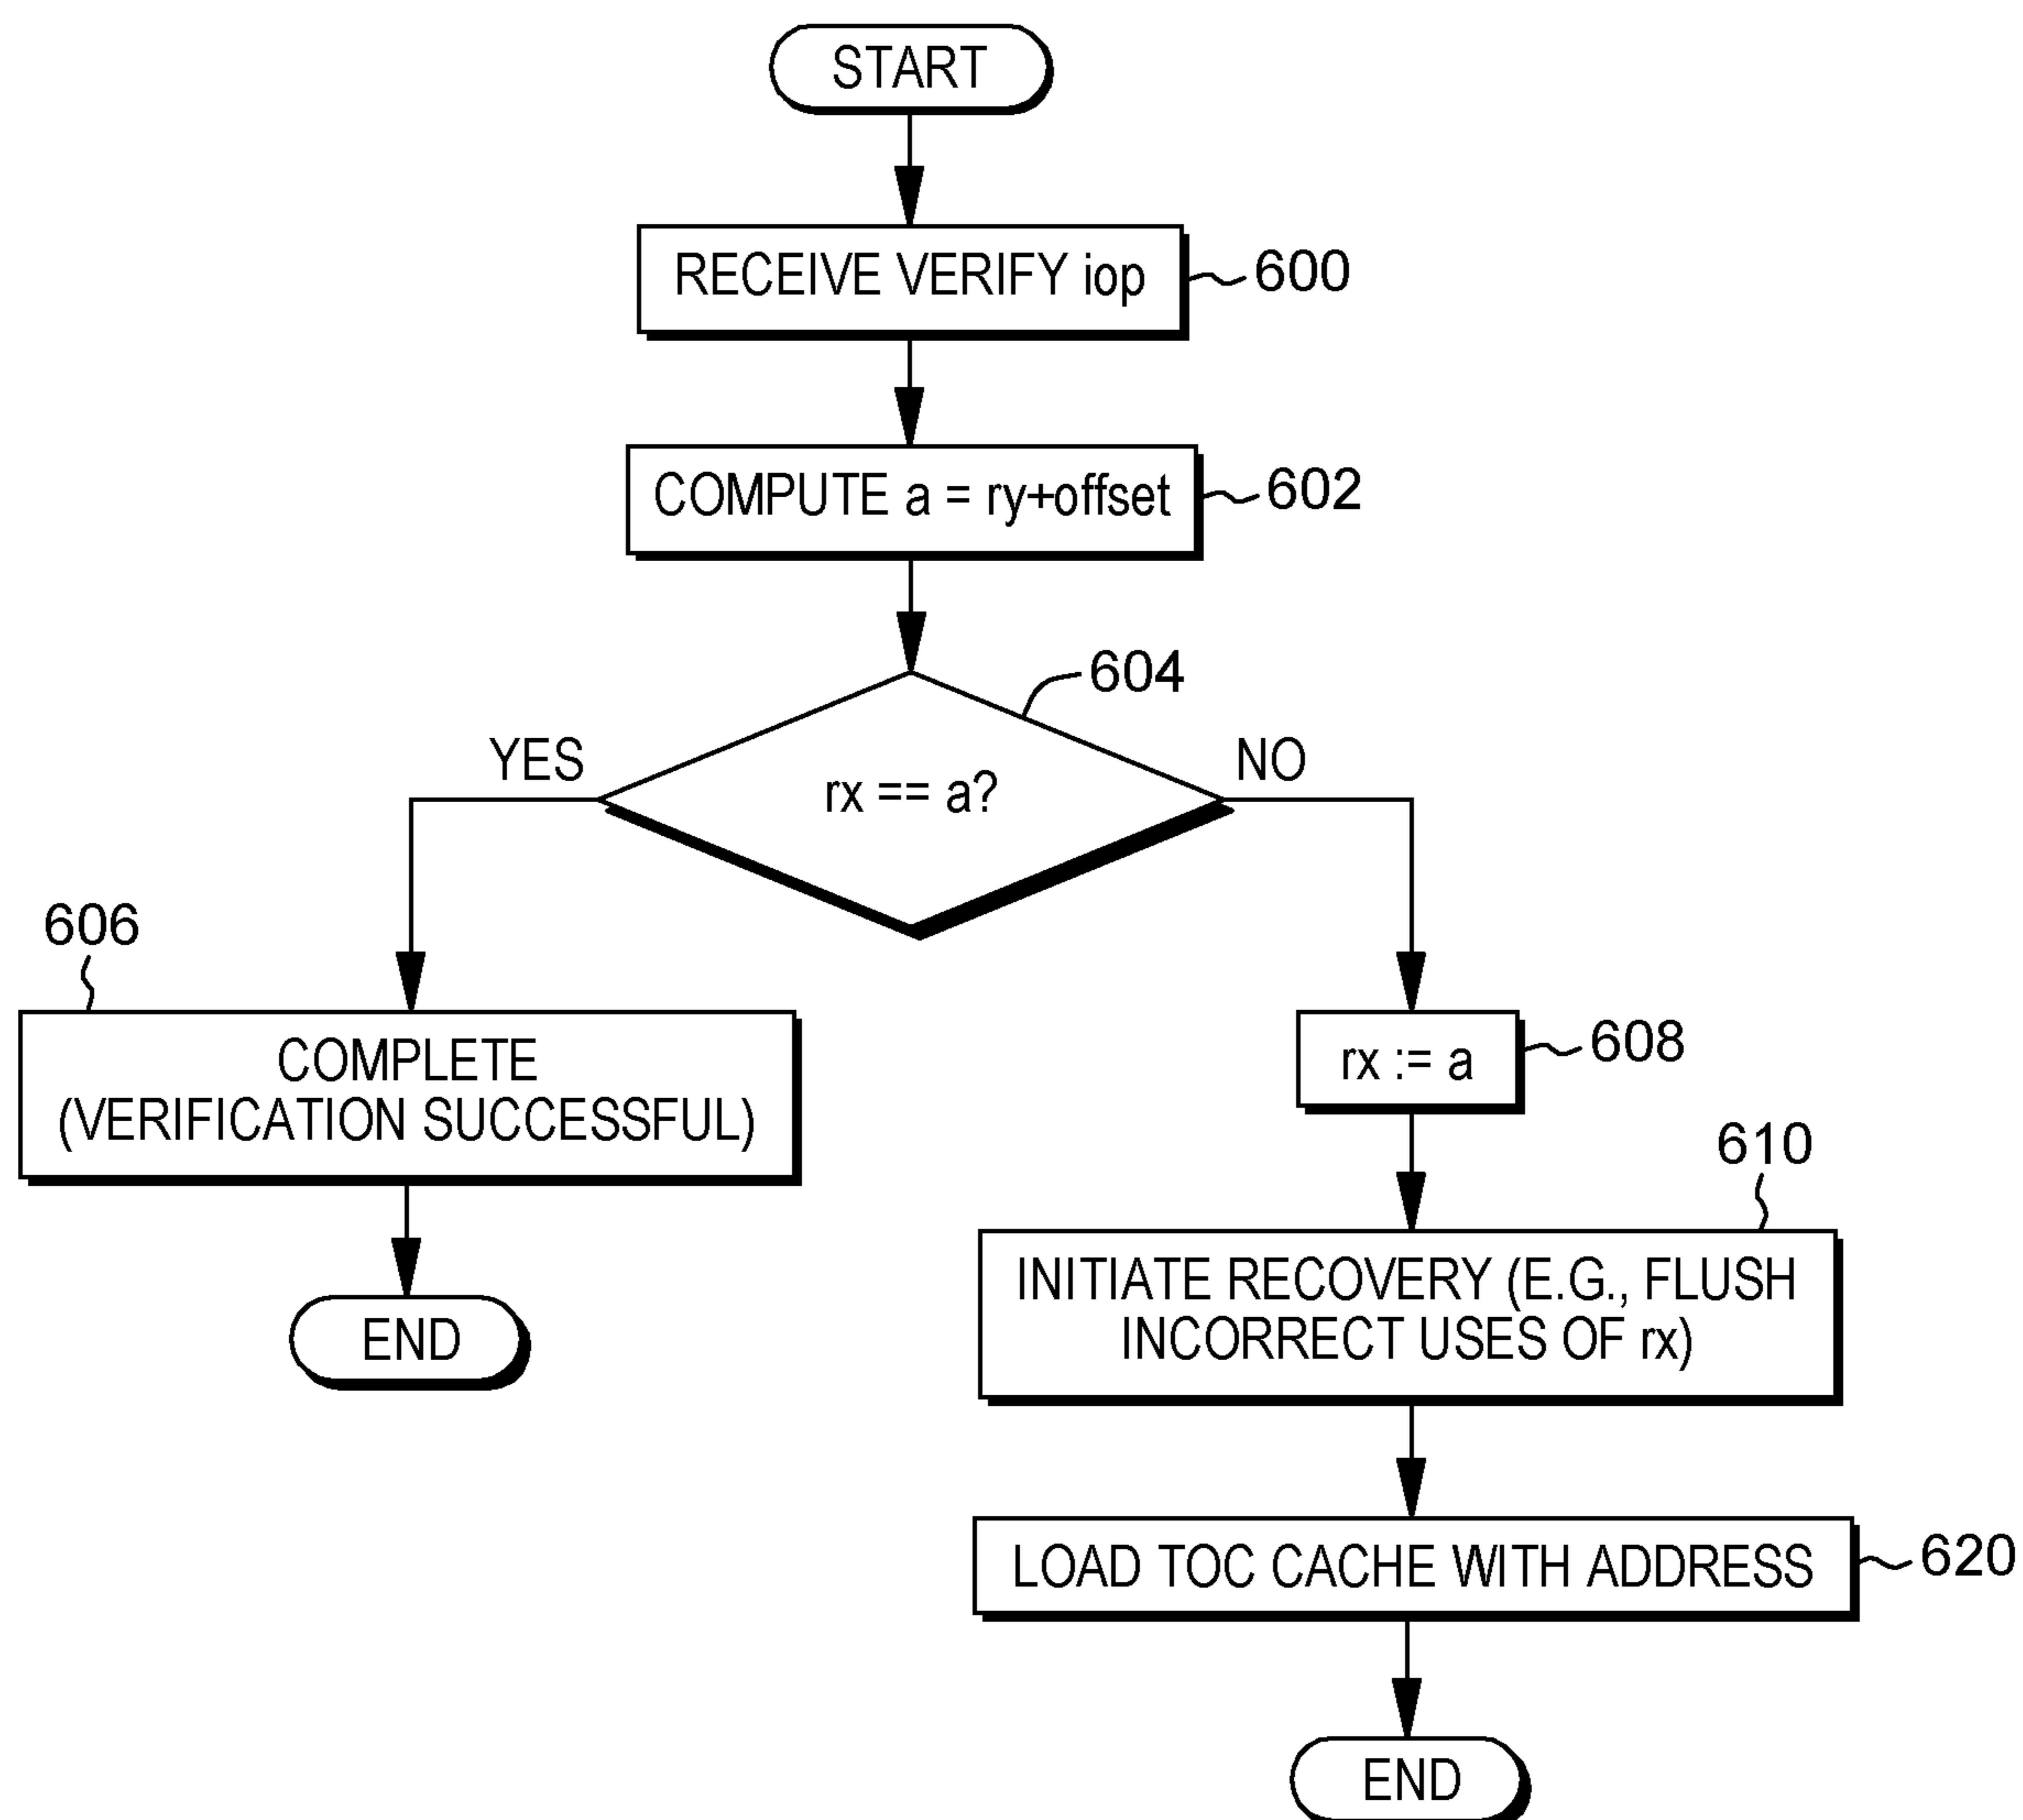 START
RECEIVE VERIFY iop
600
COMPUTE a = ry+offset
602
604
YES
NO
rx == a?
606
COMPLETE
(VERIFICATION SUCCESSFUL)
END
rx := a
608
610
INITIATE RECOVERY (E.G., FLUSH
INCORRECT USES OF rx)
LOAD TOC CACHE WITH ADDRESS
620
END